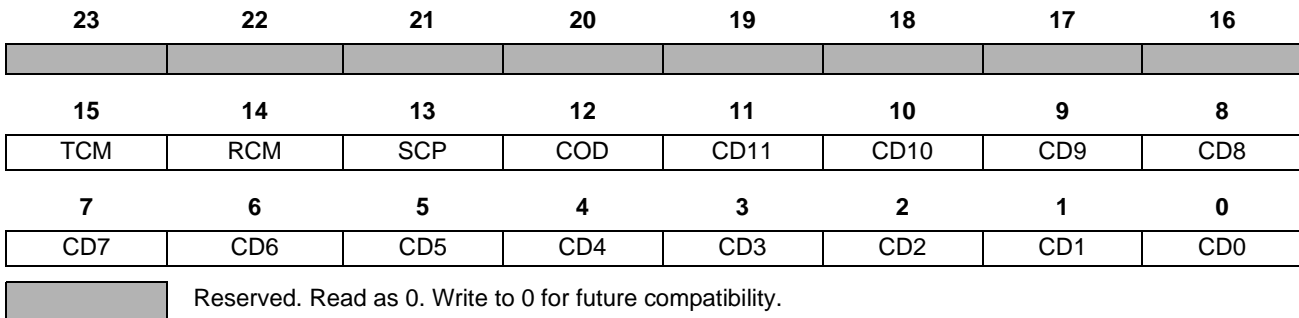 23 22 21 20 19 18 17 16
15 14 13 12 11 10 9 8
TCM RCM SCP COD CD11 CD10 CD9 CD8
7 6 5 4 3 2 1 0
CD7 CD6 CD5 CD4 CD3 CD2 CD1 CD0
Reserved. Read as 0. Write to 0 for future compatibility.